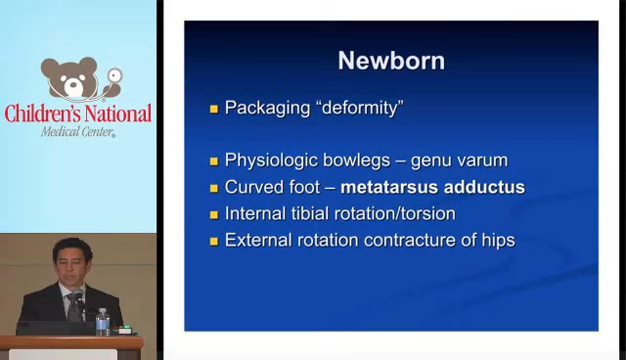 Children's National
Medical Center
Newborn
Packaging “deformity”
Physiologic bowlegs – genu varum
Curved foot – metatarsus adductus
Internal tibial rotation/torsion
External rotation contracture of hips